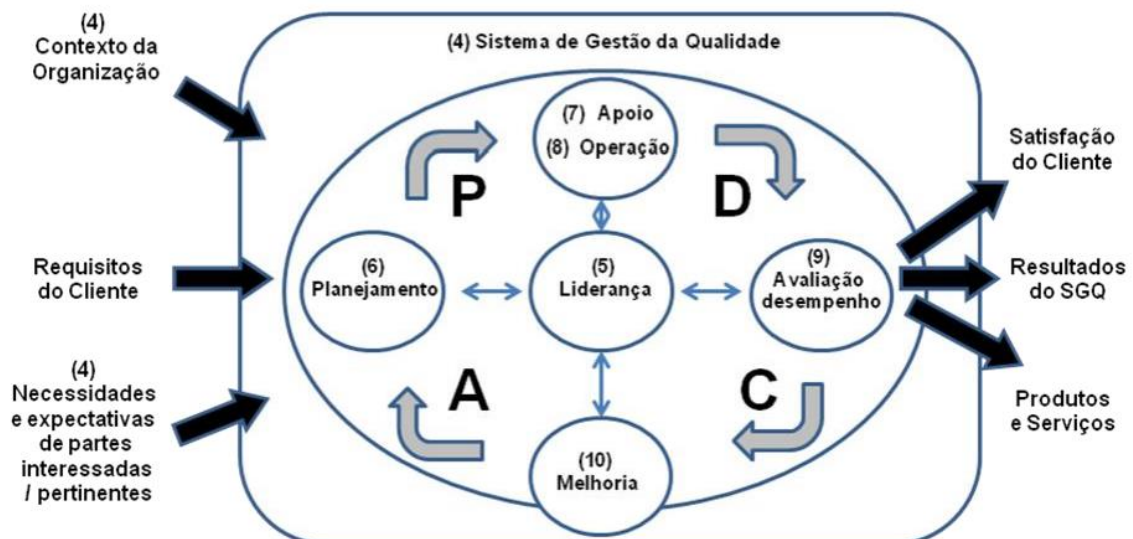 (4)
Contexto da
Organização
Requisitos
do Cliente
(4)
Necessidades
e expectativas
de partes
interessadas
/ pertinentes
(4) Sistema de Gestão da Qualidade
(7) Apoio
(8) Operação
P
D
(6)
Planejamento
(5)
Liderança
(9)
Avaliação
desempenho
A
C
(10)
Melhoria
Satisfação
do Cliente
Resultados
do SGQ
Produtos
e Serviços